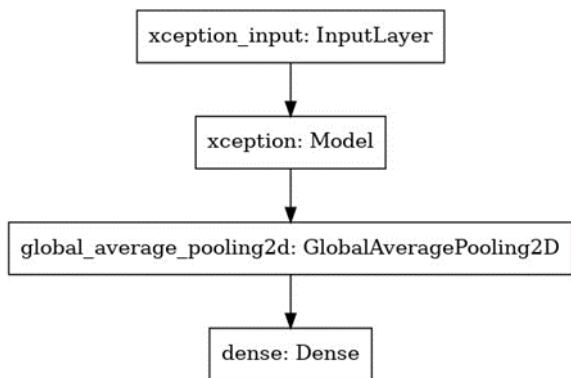 xception_input: InputLayer
xception: Model
global_average_pooling2d: GlobalAveragePooling2D
dense: Dense